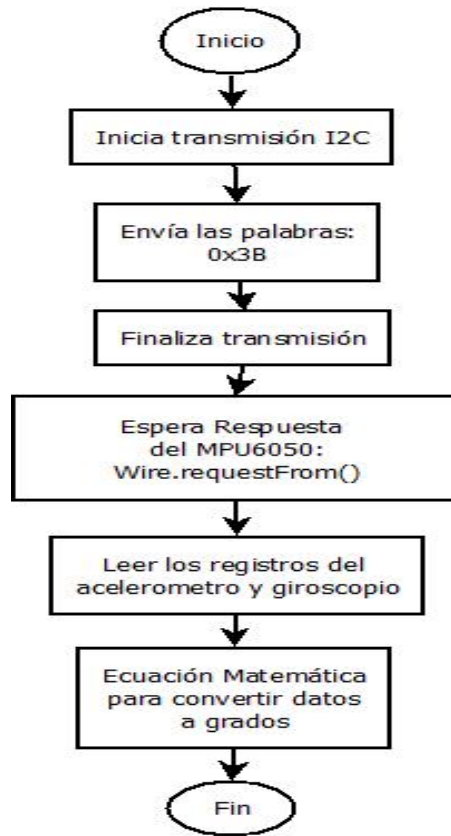 Inicio
Inicia transmisión I2C
Envía las palabras:
0x3B
Finaliza transmisión
Espera Respuesta
del MPU6050:
Wire.requestFrom()
Leer los registros del
acelerometro y giroscopio
Ecuación Matemática
para convertir datos
a grados
Fin